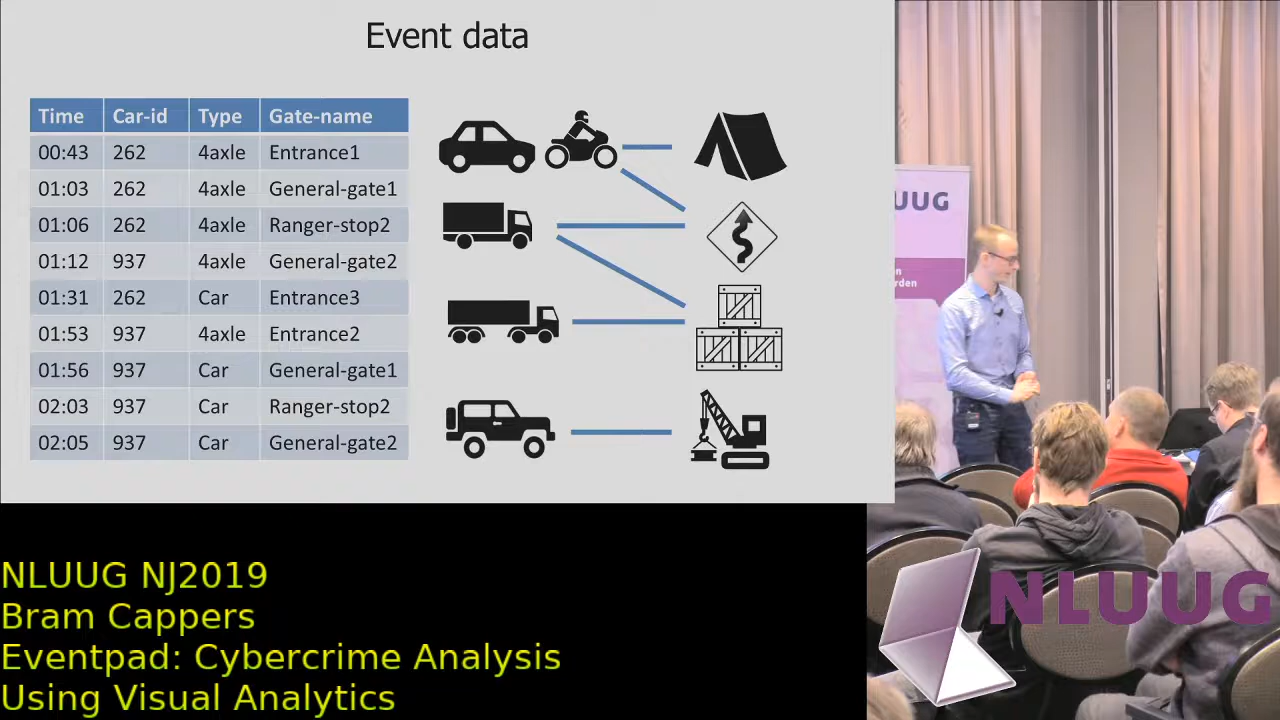 Event data
Time Car-id Type Gate-name
00:43 262 4axle Entrance1
01:03 262 4axle General-gate1
01:06 262 4axle Ranger-stop2
01:12 937 4axle General-gate2
01:31 262 Car Entrance3
01:53 937 4axle Entrance2
01:56 937 Car General-gate1
02:03 937 Car Ranger-stop2
02:05 937 Car General-gate2
UUG
rden
NLUUG NJ2019
Bram Cappers
Eventpad: Cybercrime Analysis
Using Visual Analytics
NLUUG